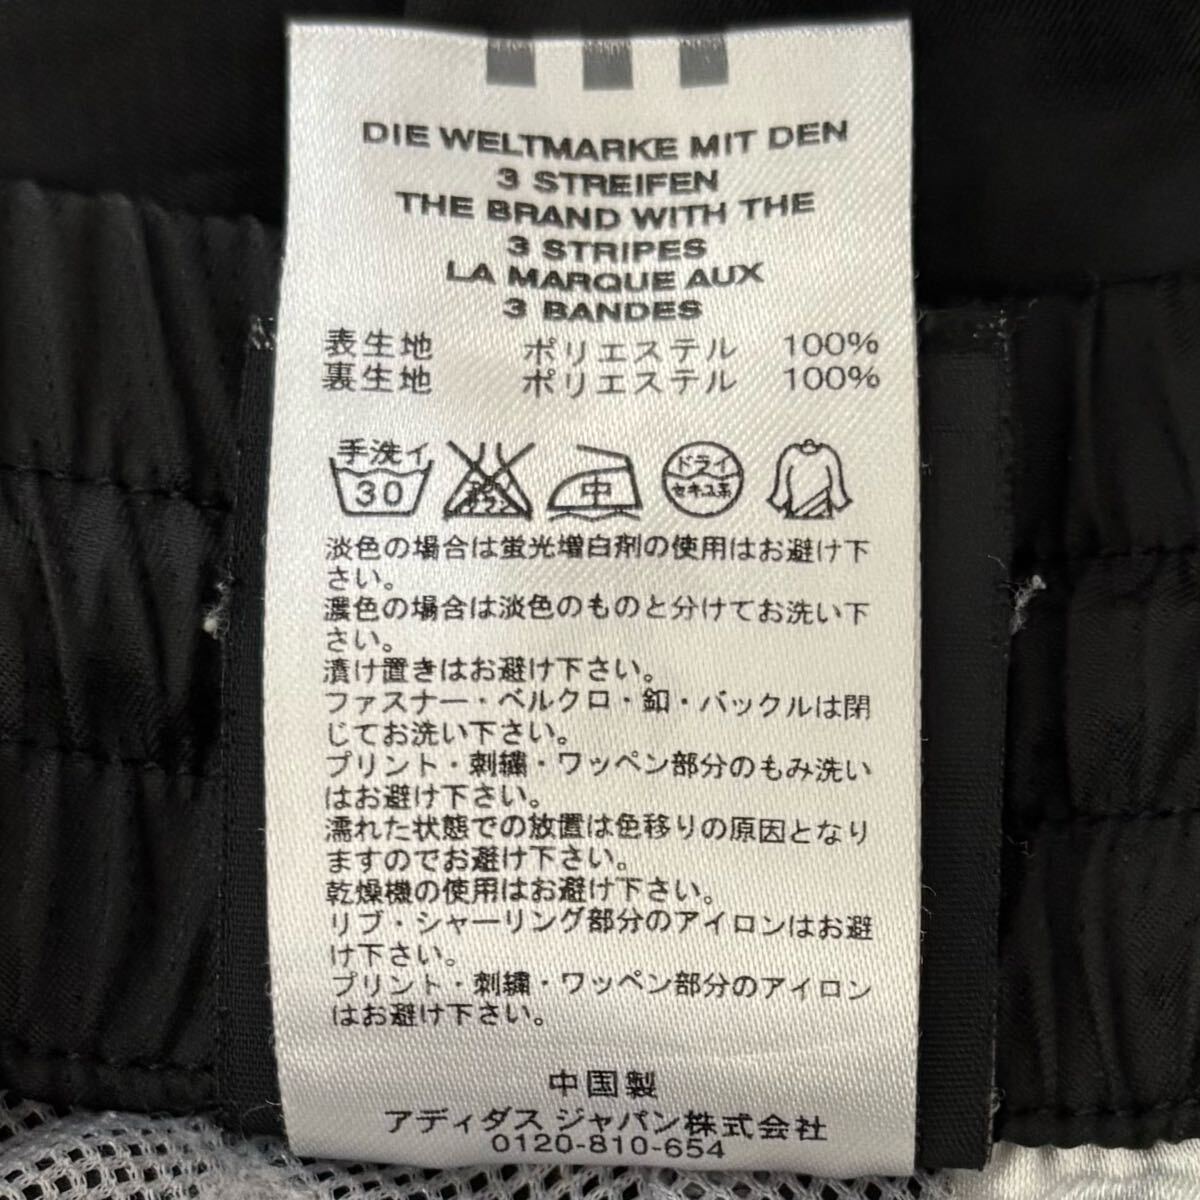 DIE WELTMARKE MIT DEN
3 STREIFEN
THE BRAND WITH THE
3 STRIPES
LA MARQUE AUX
3 BANDES
表生地 ポリエステル 100%
裏生地 ポリエステル 100%
手洗イ
30
エンソ
サラシ
中
ドライ
セキユ系
淡色の場合は蛍光増白剤の使用はお避け下
さい。
濃色の場合は淡色のものと分けてお洗い下
さい。
漬け置きはお避け下さい。
ファスナー・ベルクロ・釦・バックルは閉
じてお洗い下さい。
プリント・刺繍・ワッペン部分のもみ洗い
はお避け下さい。
濡れた状態での放置は色移りの原因となり
ますのでお避け下さい。
乾燥機の使用はお避け下さい。
リブ・シャーリング部分のアイロンはお避
け下さい。
プリント・刺繍・ワッペン部分のアイロン
はお避け下さい。
中国製
アディダス ジャパン株式会社
0120-810-654